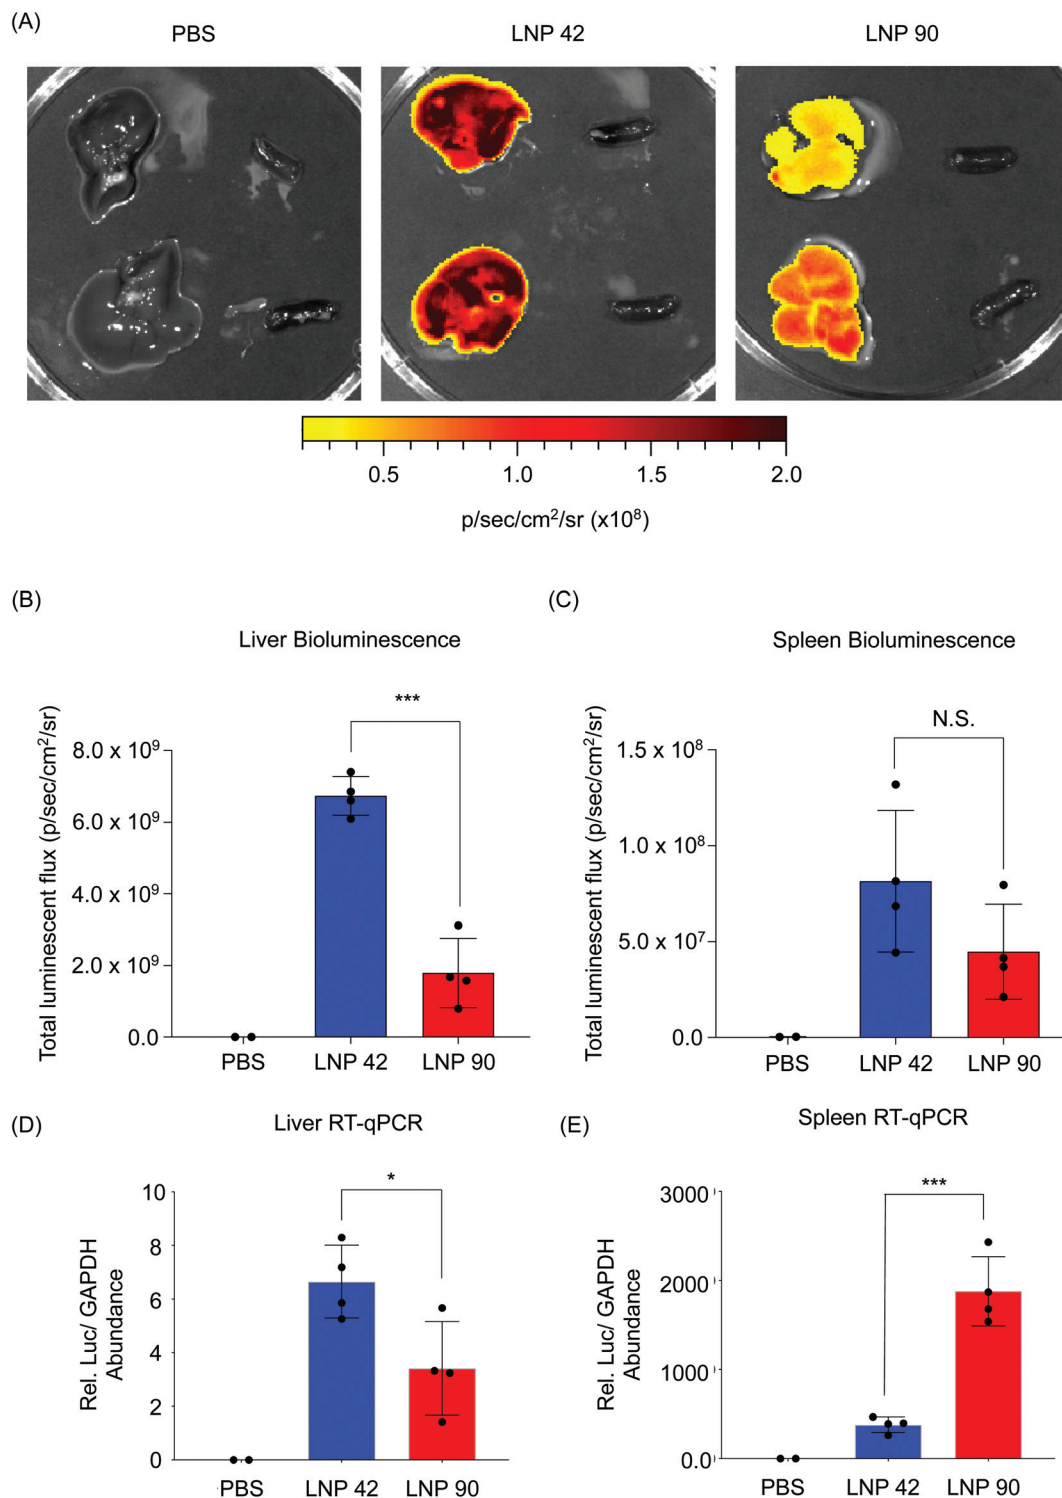 (A)
PBS
LNP 42
LNP 90
0.5
1.0
1.5
2.0
p/sec/cm²/sr (x10⁸)
(B)
Liver Bioluminescence
Total luminescent flux (p/sec/cm²/sr)
8.0 x 10⁹
6.0 x 10⁹
4.0 x 10⁹
2.0 x 10⁹
0.0
***
PBS
LNP 42
LNP 90
(C)
Spleen Bioluminescence
Total luminescent flux (p/sec/cm²/sr)
1.5 x 10⁸
1.0 x 10⁸
5.0 x 10⁷
0.0
N.S.
PBS
LNP 42
LNP 90
(D)
Liver RT-qPCR
Rel. Luc/ GAPDH
Abundance
10
8
6
4
2
0
*
PBS
LNP 42
LNP 90
(E)
Spleen RT-qPCR
Rel. Luc/ GAPDH
Abundance
3000
2000
1000
0.0
***
PBS
LNP 42
LNP 90